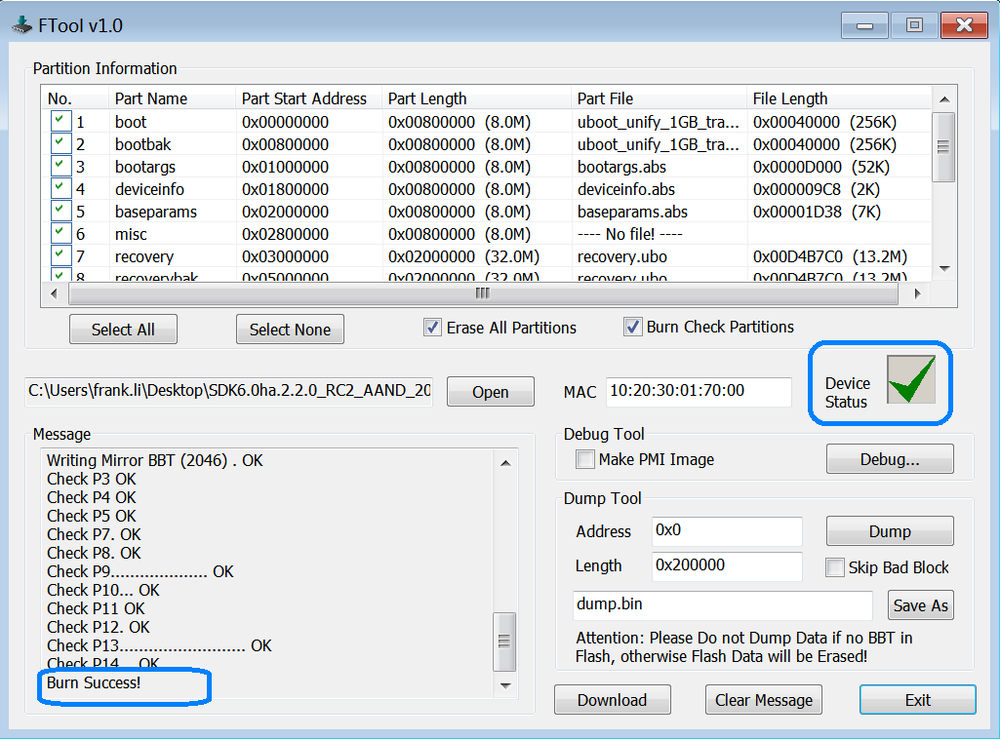 FTool v1.0
Partition Information
No. Part Name Part Start Address Part Length Part File File Length
1 boot 0x00000000 0x00800000 (8.0M) uboot_unify_1GB_tra... 0x00040000 (256K)
2 bootbak 0x00800000 0x00800000 (8.0M) uboot_unify_1GB_tra... 0x00040000 (256K)
3 bootargs 0x01000000 0x00800000 (8.0M) bootargs.abs 0x0000D000 (52K)
4 deviceinfo 0x01800000 0x00800000 (8.0M) deviceinfo.abs 0x000009C8 (2K)
5 baseparams 0x02000000 0x00800000 (8.0M) baseparams.abs 0x00001D38 (7K)
6 misc 0x02800000 0x00800000 (8.0M) ---- No file! ----
7 recovery 0x03000000 0x02000000 (32.0M) recovery.ubo 0x00D4B7C0 (13.2M)
8 recoverybak 0x05000000 0x02000000 (32.0M) recovery.ubo 0x00D4B7C0 (13.2M)
Select All Select None Erase All Partitions Burn Check Partitions
C:\Users\frank.li\Desktop\SDK6.0ha.2.2.0_RC2_AAND_20 Open MAC 10:20:30:01:70:00 Device
Status
Message
Writing Mirror BBT (2046) . OK
Check P3 OK
Check P4 OK
Check P5 OK
Check P7. OK
Check P8. OK
Check P9.................... OK
Check P10... OK
Check P11 OK
Check P12. OK
Check P13.......................... OK
Check P14... OK
Burn Success!
Debug Tool
Make PMI Image Debug...
Dump Tool
Address 0x0 Dump
Length 0x200000 Skip Bad Block
dump.bin Save As
Attention: Please Do not Dump Data if no BBT in
Flash, otherwise Flash Data will be Erased!
Download Clear Message Exit